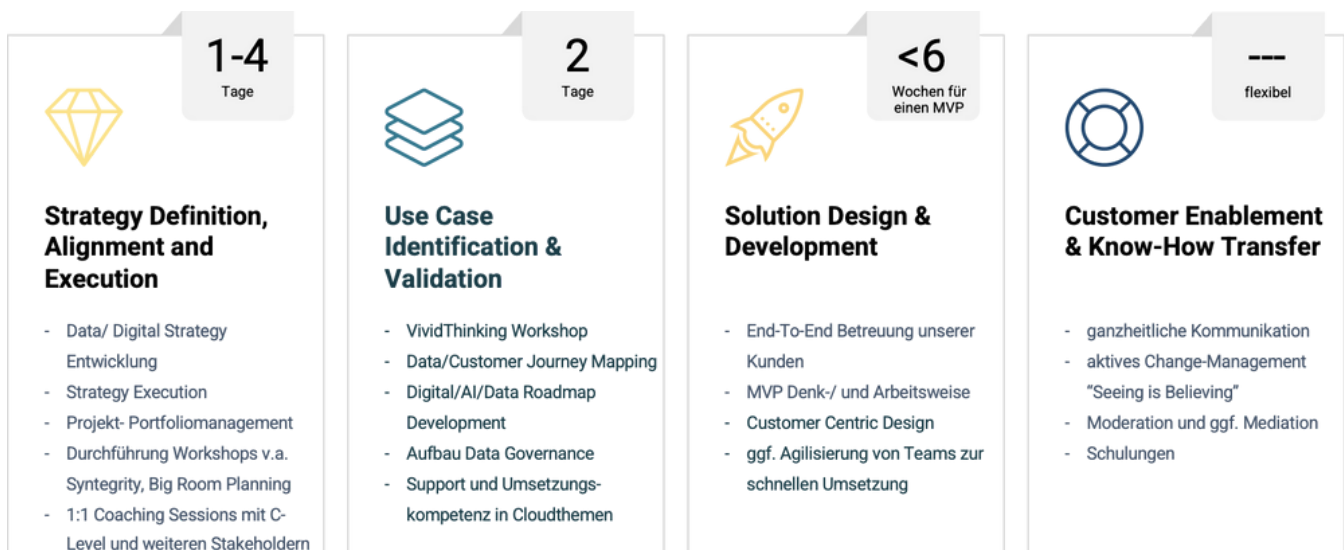 1-4
Tage
Strategy Definition,
Alignment and
Execution
- Data/ Digital Strategy
Entwicklung
- Strategy Execution
- Projekt- Portfoliomanagement
- Durchführung Workshops v.a.
Syntegrity, Big Room Planning
- 1:1 Coaching Sessions mit C-
Level und weiteren Stakeholdern
2
Tage
Use Case
Identification &
Validation
- VividThinking Workshop
- Data/Customer Journey Mapping
- Digital/AI/Data Roadmap
Development
- Aufbau Data Governance
- Support und Umsetzungs-
kompetenz in Cloudthemen
<6
Wochen für
einen MVP
Solution Design &
Development
- End-To-End Betreuung unserer
Kunden
- MVP Denk-/ und Arbeitsweise
- Customer Centric Design
- ggf. Agilisierung von Teams zur
schnellen Umsetzung
---
flexibel
Customer Enablement
& Know-How Transfer
- ganzheitliche Kommunikation
- aktives Change-Management
“Seeing is Believing”
- Moderation und ggf. Mediation
- Schulungen